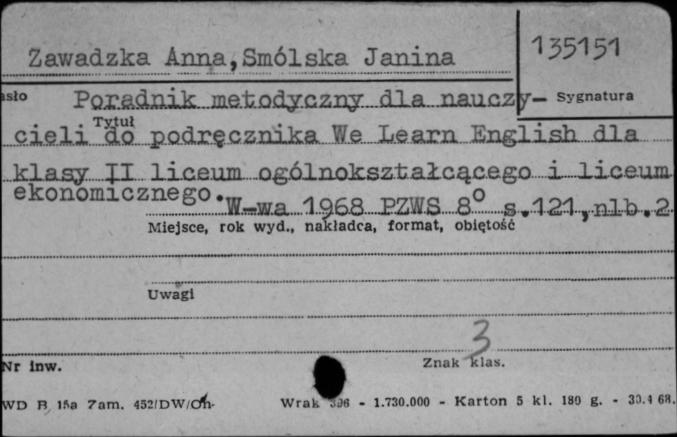 Zawadzka Anna, Smólska Janina
135151
asło
Poradnik metodyczny dla nauczy-
Sygnatura
Tytuł
cieli do podręcznika We Learn English dla
klasy II liceum ogólnokształcącego i liceum
ekonomicznego.
W-wa 1968 PZWS 8° s.121,nlb.2
Miejsce, rok wyd., nakładca, format, objętość
Uwagi
3
Nr inw.
Znak klas.
WD B 15a Zam. 452/DW/Oh. Wrak 396 - 1.730.000 - Karton 5 kl. 180 g. - 30.4 68.